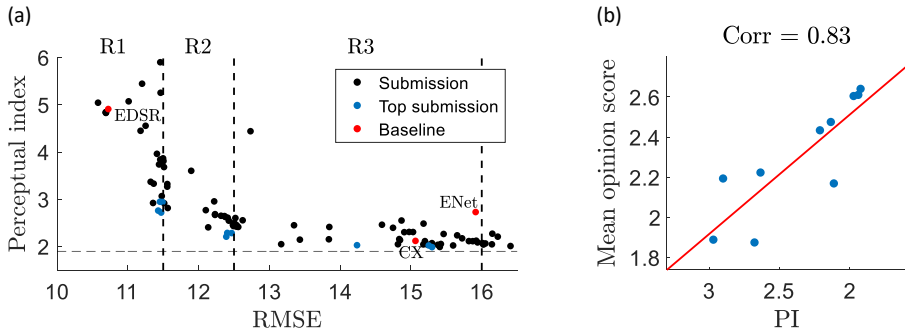 (a)
R1 R2 R3
Perceptual index
6
5
4
3
2
Submission
Top submission
Baseline
EDSR
ENet
CX
10 11 12 13 14 15 16
RMSE
(b)
Corr = 0.83
Mean opinion score
2.6
2.4
2.2
2
1.8
3 2.5 2
PI